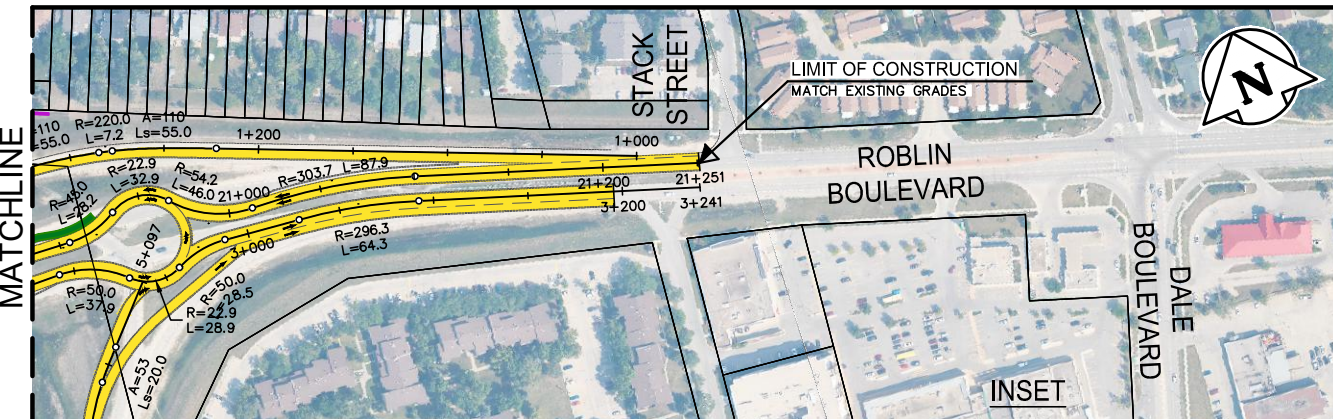 STACK
STREET
LIMIT OF CONSTRUCTION
MATCH EXISTING GRADES
N
MATCHLINE
=110
=55.0
R=220.0
L=7.2
A=110
Ls=55.0
1+200
1+000
ROBLIN
BOULEVARD
R=22.9
L=32.9
R=54.2
L=46.0
21+000
R=303.7
L=87.9
21+200
21+251
3+200
3+241
R=45.0
L=28.2
5+097
3+000
R=296.3
L=64.3
R=50.0
L=37.9
R=50.0
L=28.5
R=22.9
L=28.9
A=53
Ls=20.0
DALE
BOULEVARD
INSET